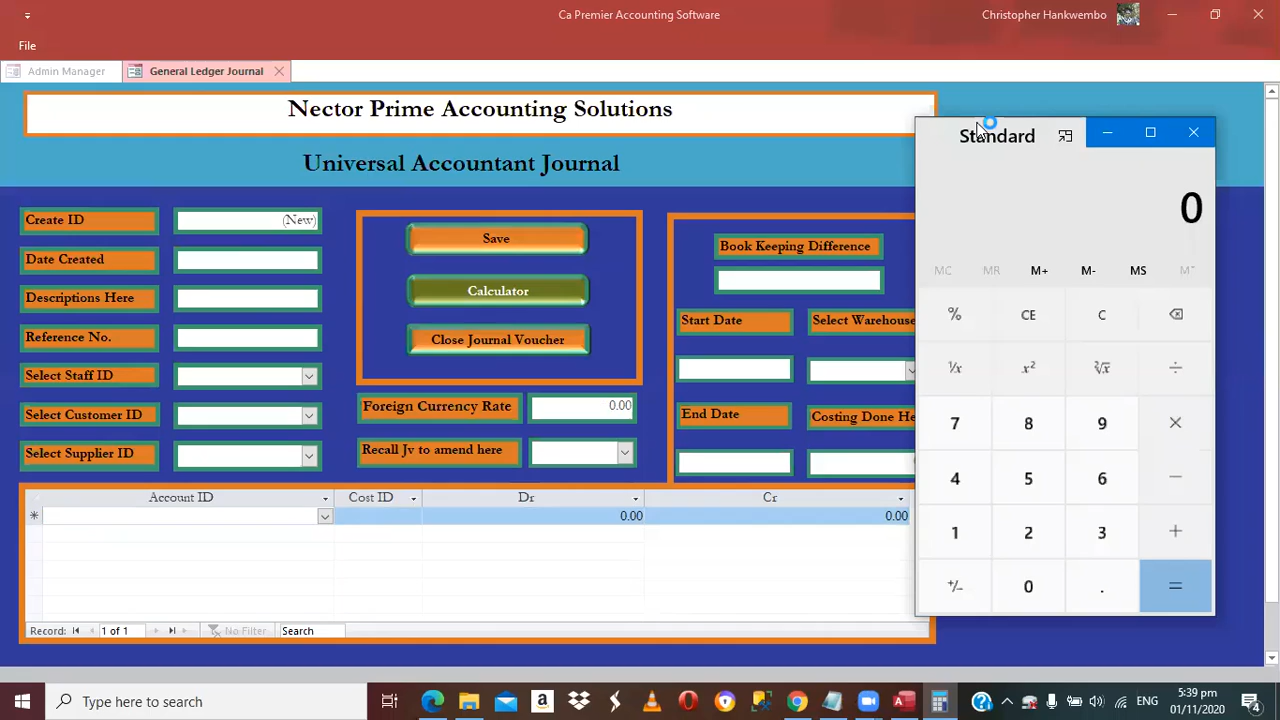 Ca Premier Accounting Software
Christopher Hankwembo
File
Admin Manager
General Ledger Journal
Nector Prime Accounting Solutions
Universal Accountant Journal
Create ID
(New)
Date Created
Descriptions Here
Reference No.
Select Staff ID
Select Customer ID
Select Supplier ID
Save
Calculator
Close Journal Voucher
Foreign Currency Rate
0.00
Recall Jv to amend here
Book Keeping Difference
Start Date
Select Warehouse
End Date
Costing Done He
Account ID
Cost ID
Dr
Cr
0.00
0.00
Record:
1 of 1
No Filter
Search
Standard
0
MC MR M+ M- MS M˅
% CE C ⌫
¹/x x² ²√x ÷
7 8 9 ×
4 5 6 −
1 2 3 +
+/− 0 . =
Type here to search
ENG
5:39 pm
01/11/2020
4